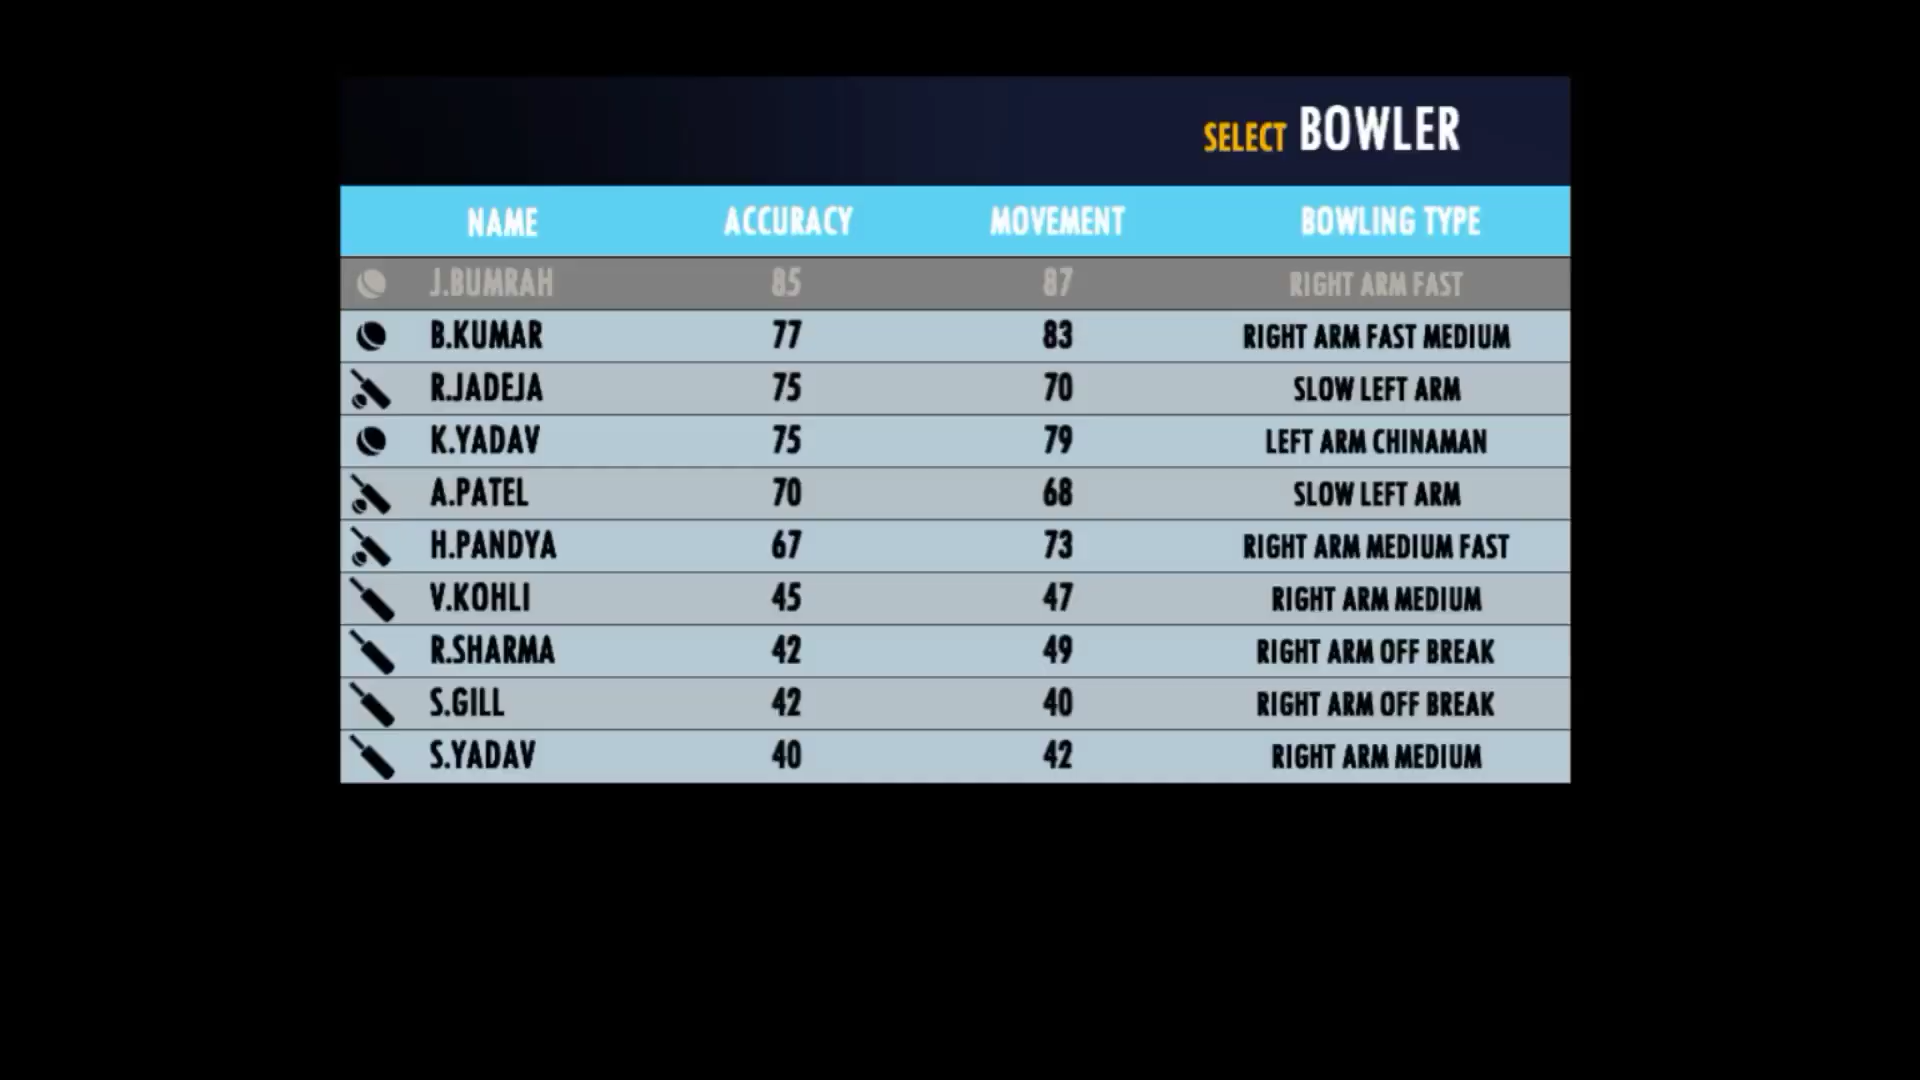 SELECT BOWLER
NAME ACCURACY MOVEMENT BOWLING TYPE
J.BUMRAH 85 87 RIGHT ARM FAST
B.KUMAR 77 83 RIGHT ARM FAST MEDIUM
R.JADEJA 75 70 SLOW LEFT ARM
K.YADAV 75 79 LEFT ARM CHINAMAN
A.PATEL 70 68 SLOW LEFT ARM
H.PANDYA 67 73 RIGHT ARM MEDIUM FAST
V.KOHLI 45 47 RIGHT ARM MEDIUM
R.SHARMA 42 49 RIGHT ARM OFF BREAK
S.GILL 42 40 RIGHT ARM OFF BREAK
S.YADAV 40 42 RIGHT ARM MEDIUM